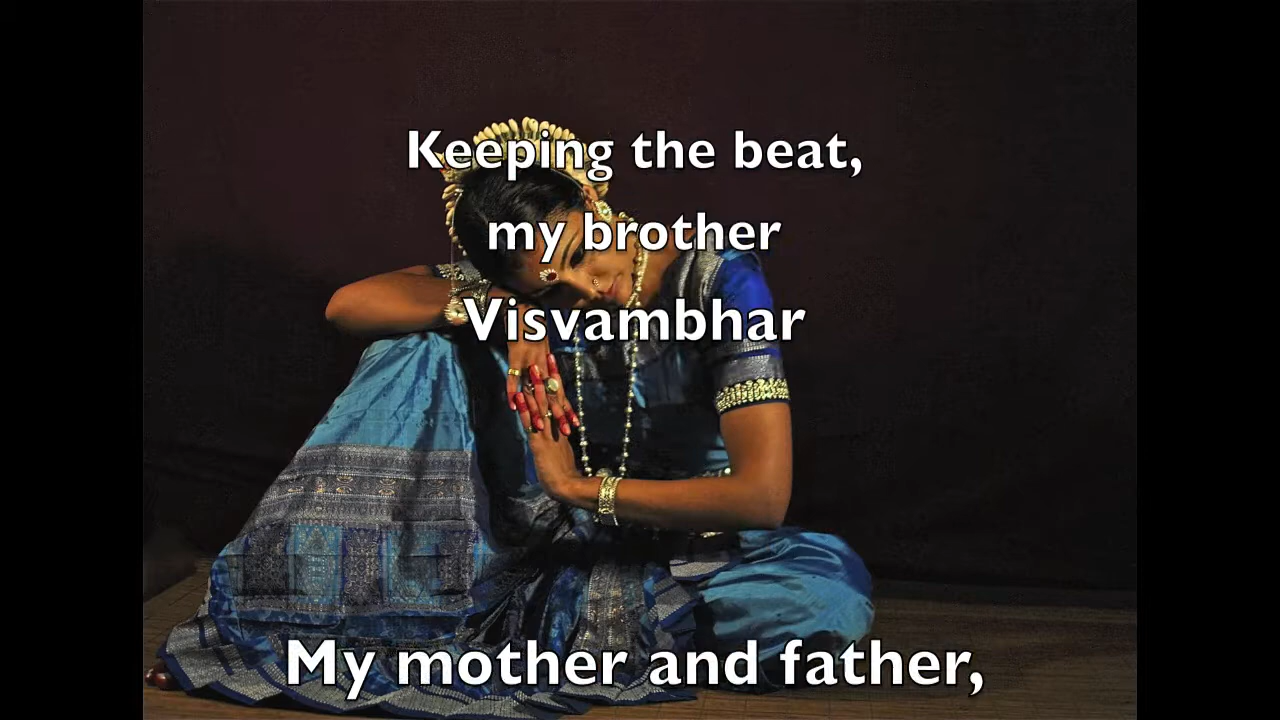 Keeping the beat,
my brother
Visvambhar
My mother and father,